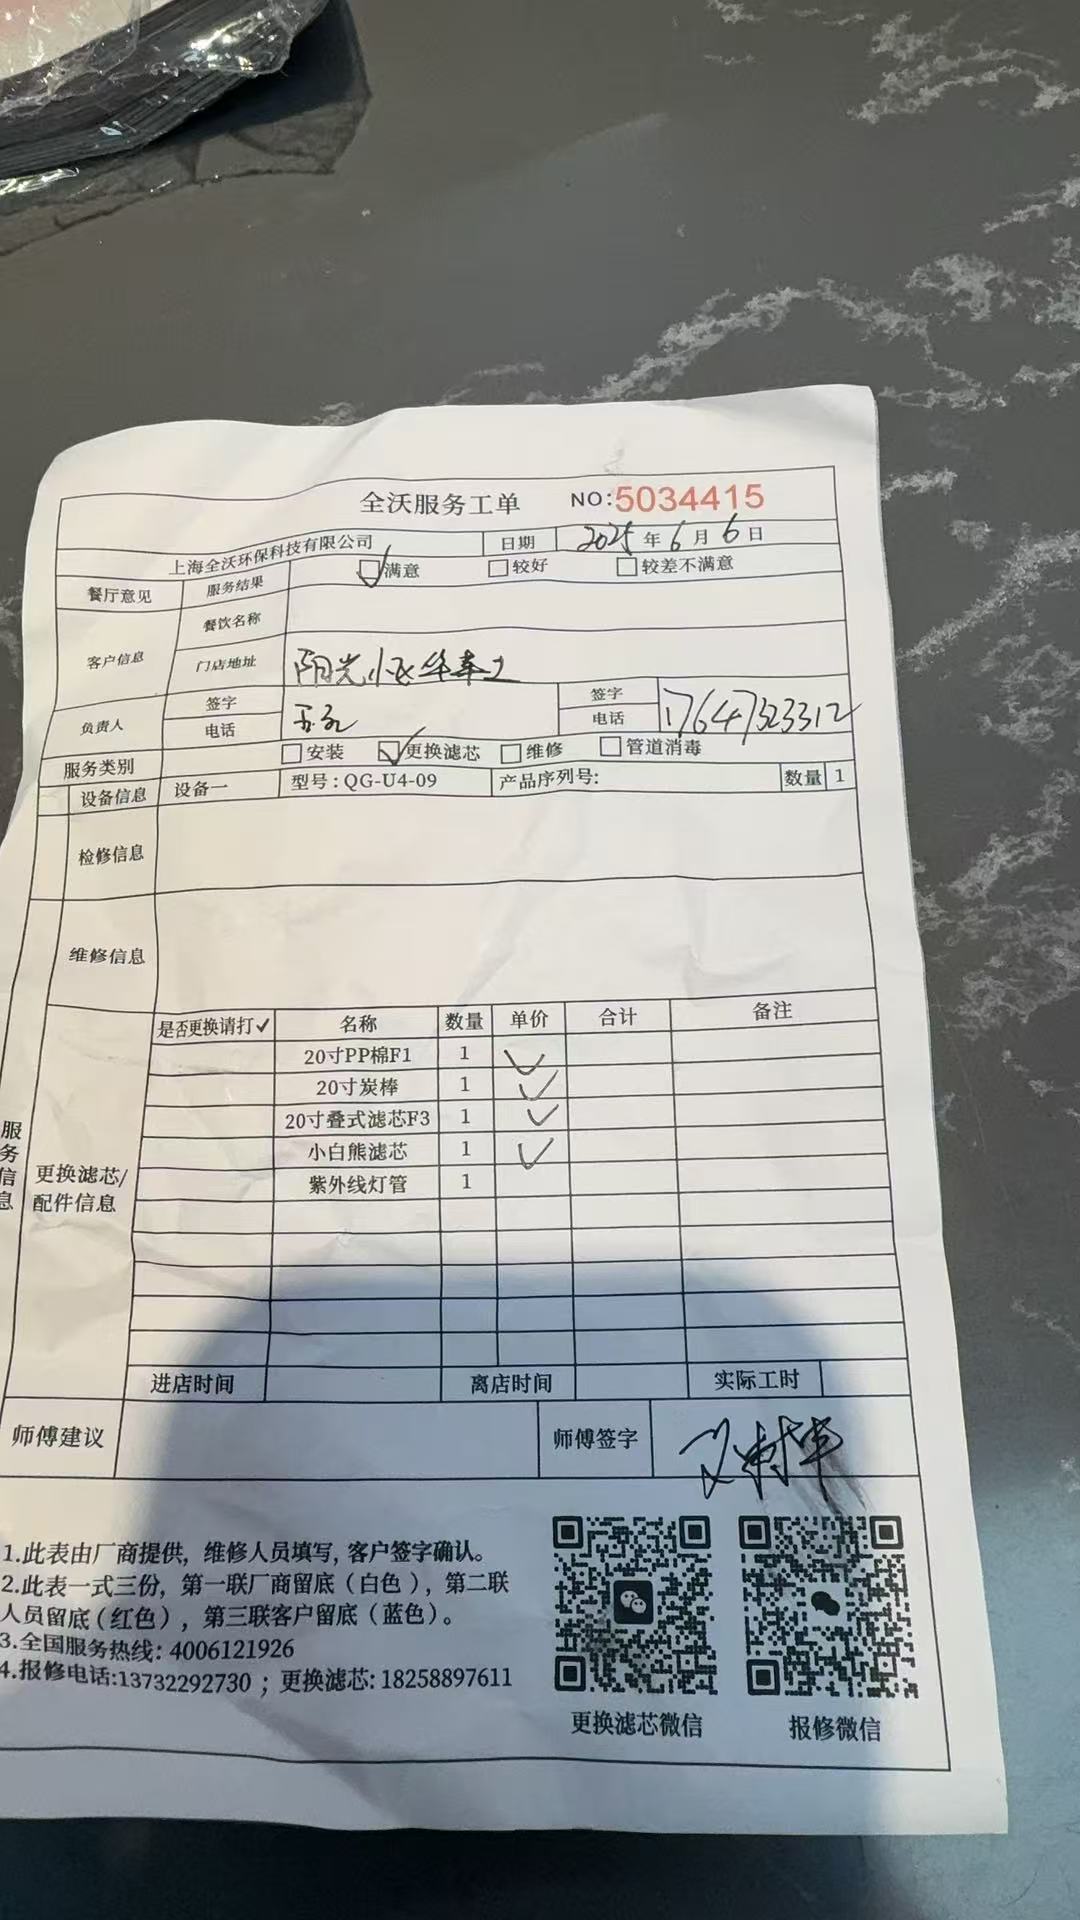 全沃服务工单 NO:5034415
上海全沃环保科技有限公司 日期 2025年6月6日
餐厅意见 服务结果 满意 较好 较差不满意
客户信息 餐饮名称
门店地址 阳光
负责人 签字 签字
电话 电话 17647323312
服务类别 安装 更换滤芯 维修 管道消毒
设备信息 设备一 型号：QG-U4-09 产品序列号: 数量 1
检修信息
维修信息
服务信息
更换滤芯/配件信息
是否更换请打✓ 名称 数量 单价 合计 备注
20寸PP棉F1 1 ✓
20寸炭棒 1 ✓
20寸叠式滤芯F3 1 ✓
小白熊滤芯 1 ✓
紫外线灯管 1
进店时间 离店时间 实际工时
师傅建议 师傅签字
1.此表由厂商提供，维修人员填写，客户签字确认。
2.此表一式三份，第一联厂商留底（白色），第二联
人员留底（红色），第三联客户留底（蓝色）。
3.全国服务热线：4006121926
4.报修电话:13732292730；更换滤芯: 18258897611
更换滤芯微信 报修微信